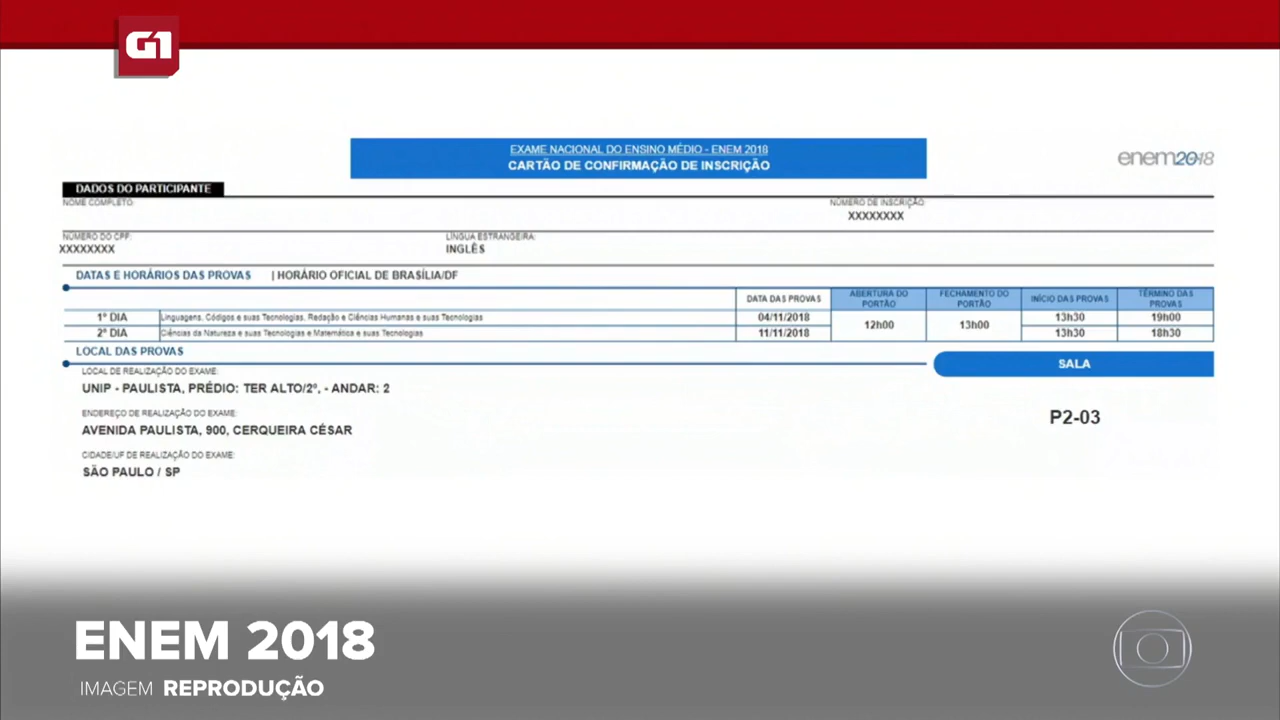 G1
EXAME NACIONAL DO ENSINO MÉDIO - ENEM 2018
CARTÃO DE CONFIRMAÇÃO DE INSCRIÇÃO
enem2018
DADOS DO PARTICIPANTE
NOME COMPLETO:
NÚMERO DE INSCRIÇÃO:
XXXXXXXX
NÚMERO DO CPF:
LÍNGUA ESTRANGEIRA:
XXXXXXXX
INGLÊS
DATAS E HORÁRIOS DAS PROVAS | HORÁRIO OFICIAL DE BRASÍLIA/DF
DATA DAS PROVAS
ABERTURA DO
PORTÃO
FECHAMENTO DO
PORTÃO
INÍCIO DAS PROVAS
TÉRMINO DAS
PROVAS
1º DIA Linguagens, Códigos e suas Tecnologias, Redação e Ciências Humanas e suas Tecnologias 04/11/2018 13h30 19h00
12h00 13h00
2º DIA Ciências da Natureza e suas Tecnologias e Matemática e suas Tecnologias 11/11/2018 13h30 18h30
LOCAL DAS PROVAS
SALA
LOCAL DE REALIZAÇÃO DO EXAME:
UNIP - PAULISTA, PRÉDIO: TER ALTO/2º, - ANDAR: 2
P2-03
ENDEREÇO DE REALIZAÇÃO DO EXAME:
AVENIDA PAULISTA, 900, CERQUEIRA CÉSAR
CIDADE/UF DE REALIZAÇÃO DO EXAME:
SÃO PAULO / SP
ENEM 2018
IMAGEM REPRODUÇÃO